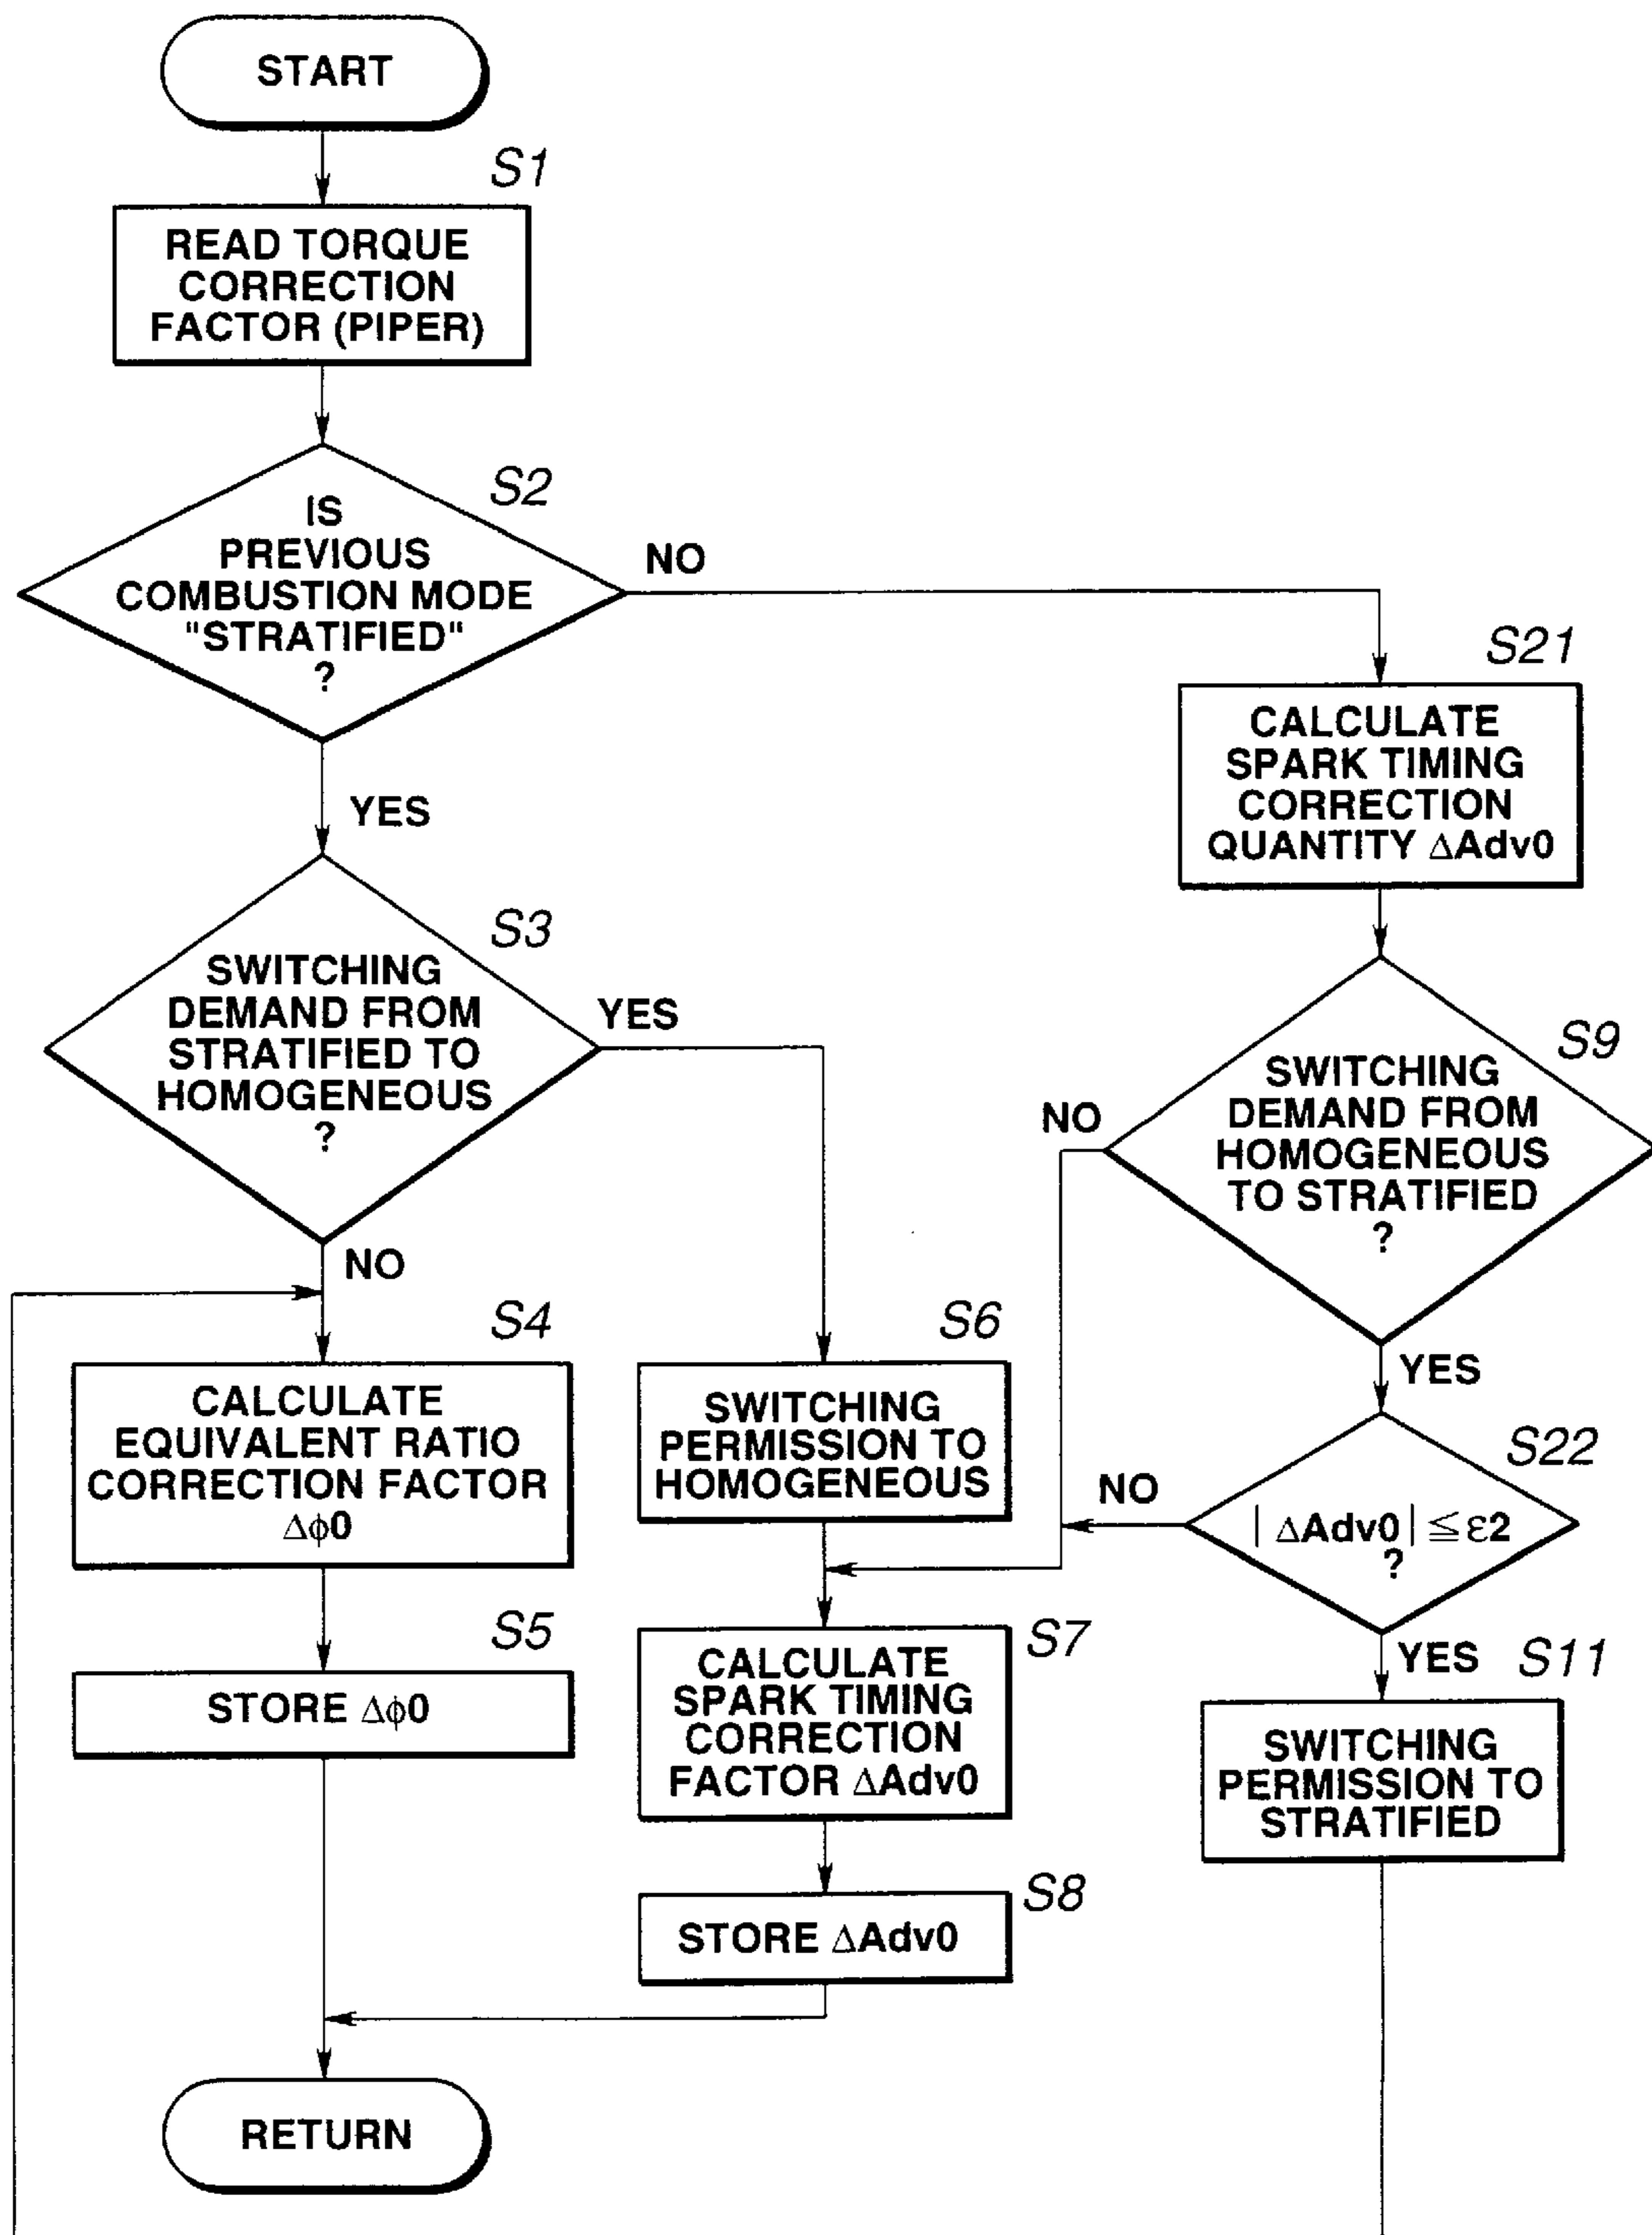 START
S1
READ TORQUE
CORRECTION
FACTOR (PIPER)
S2
IS
PREVIOUS
COMBUSTION MODE
"STRATIFIED"
?
NO
YES
S21
CALCULATE
SPARK TIMING
CORRECTION
QUANTITY ΔAdv0
S3
SWITCHING
DEMAND FROM
STRATIFIED TO
HOMOGENEOUS
?
YES
NO
S9
SWITCHING
DEMAND FROM
HOMOGENEOUS
TO STRATIFIED
?
NO
YES
S4
CALCULATE
EQUIVALENT RATIO
CORRECTION FACTOR
Δϕ0
S6
SWITCHING
PERMISSION TO
HOMOGENEOUS
S22
| ΔAdv0 | ≦ ε2
?
NO
YES
S5
STORE Δϕ0
S7
CALCULATE
SPARK TIMING
CORRECTION
FACTOR ΔAdv0
S11
SWITCHING
PERMISSION TO
STRATIFIED
S8
STORE ΔAdv0
RETURN